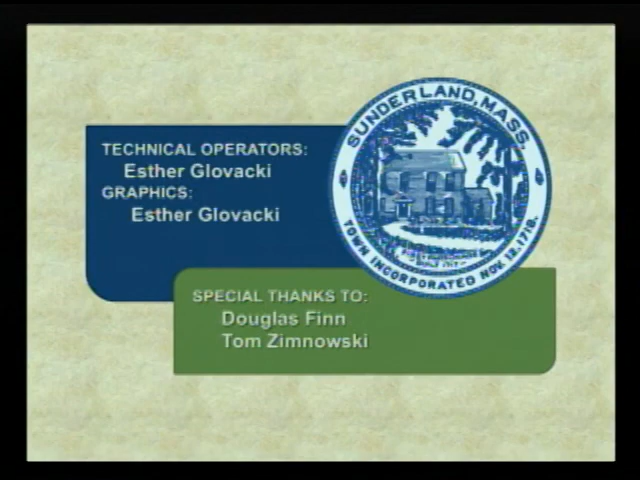 TECHNICAL OPERATORS:
Esther Glovacki
GRAPHICS:
Esther Glovacki
SUNDERLAND, MASS.
TOWN INCORPORATED NOV. 12, 1718.
SPECIAL THANKS TO:
Douglas Finn
Tom Zimnowski